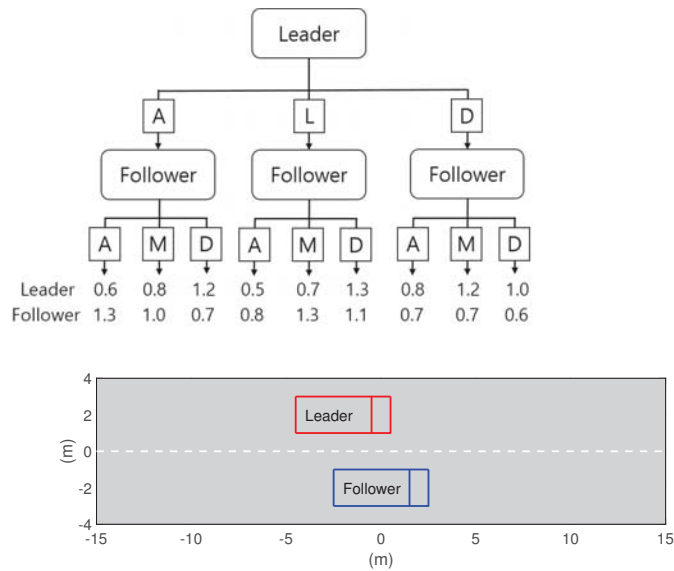 Leader
A L D
Follower Follower Follower
A M D A M D A M D
Leader 0.6 0.8 1.2 0.5 0.7 1.3 0.8 1.2 1.0
Follower 1.3 1.0 0.7 0.8 1.3 1.1 0.7 0.7 0.6
4
2
0
-2
-4
(m)
Leader
Follower
-15 -10 -5 0 5 10 15
(m)